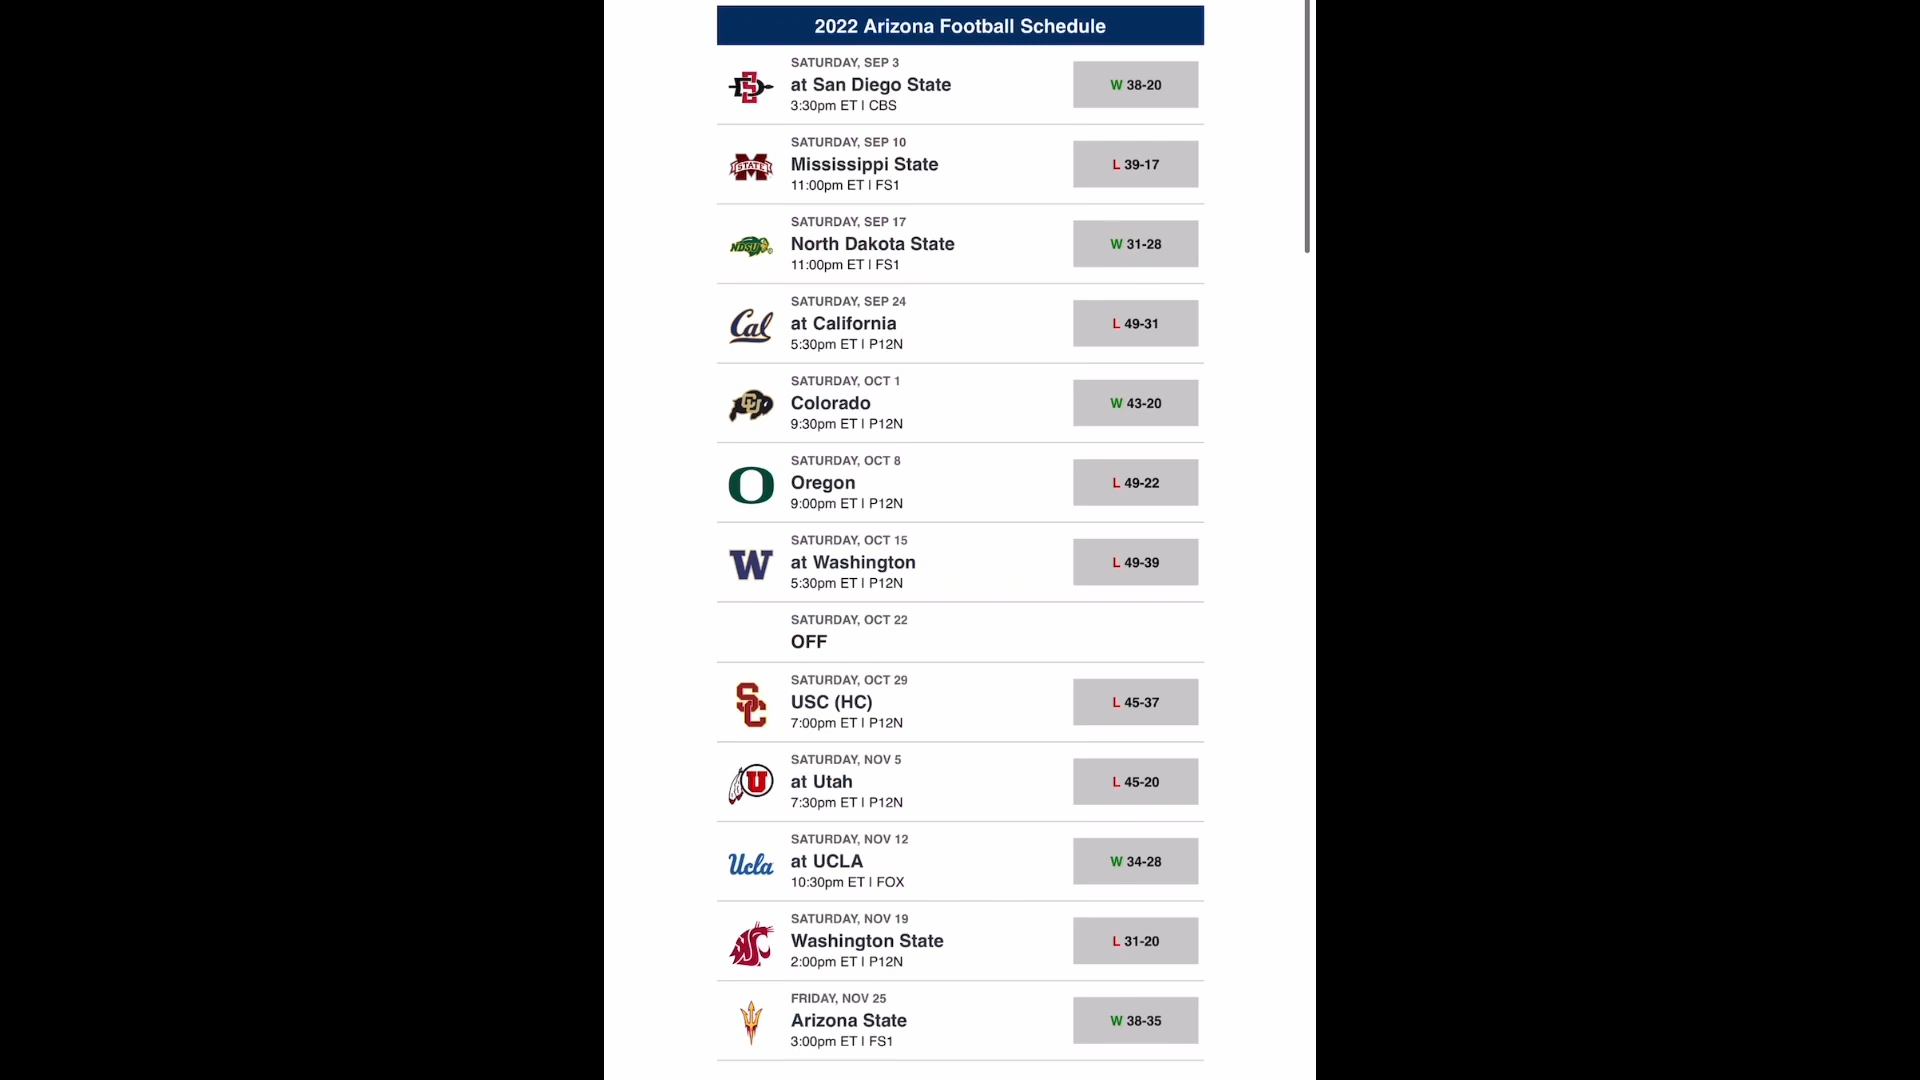 2022 Arizona Football Schedule
SATURDAY, SEP 3
at San Diego State
3:30pm ET | CBS
W 38-20
STATE
SATURDAY, SEP 10
Mississippi State
11:00pm ET | FS1
L 39-17
NDSU
SATURDAY, SEP 17
North Dakota State
11:00pm ET | FS1
W 31-28
Cal
SATURDAY, SEP 24
at California
5:30pm ET | P12N
L 49-31
CU
SATURDAY, OCT 1
Colorado
9:30pm ET | P12N
W 43-20
O
SATURDAY, OCT 8
Oregon
9:00pm ET | P12N
L 49-22
W
SATURDAY, OCT 15
at Washington
5:30pm ET | P12N
L 49-39
SATURDAY, OCT 22
OFF
SC
SATURDAY, OCT 29
USC (HC)
7:00pm ET | P12N
L 45-37
U
SATURDAY, NOV 5
at Utah
7:30pm ET | P12N
L 45-20
Ucla
SATURDAY, NOV 12
at UCLA
10:30pm ET | FOX
W 34-28
SATURDAY, NOV 19
Washington State
2:00pm ET | P12N
L 31-20
FRIDAY, NOV 25
Arizona State
3:00pm ET | FS1
W 38-35